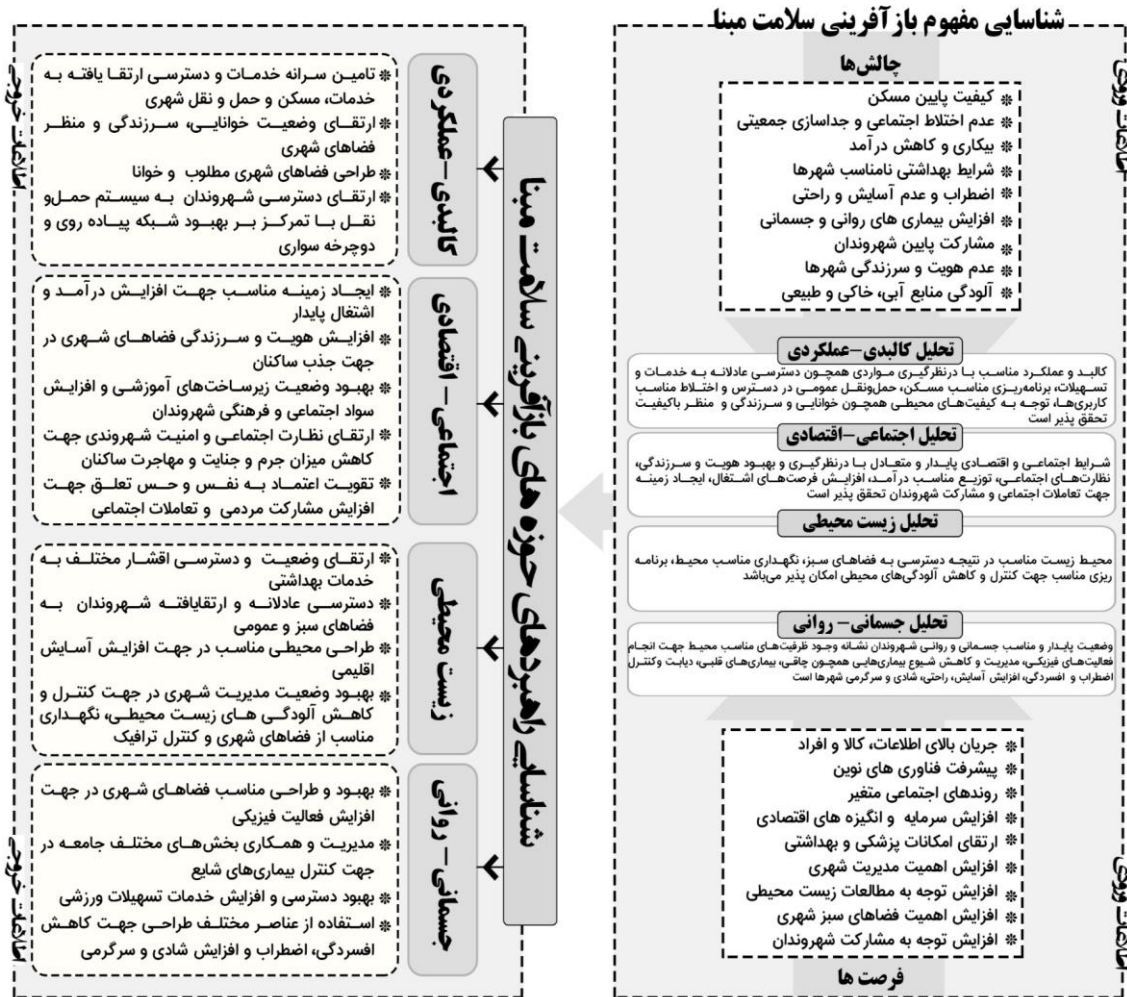 شناسایی مفهوم بازآفرینی سلامت مبنا
اطلاعات ورودی
چالش‌ها
❊ کیفیت پایین مسکن
❊ عدم اختلاط اجتماعی و جداسازی جمعیتی
❊ بیکاری و کاهش درآمد
❊ شرایط بهداشتی نامناسب شهرها
❊ اضطراب و عدم آسایش و راحتی
❊ افزایش بیماری های روانی و جسمانی
❊ مشارکت پایین شهروندان
❊ عدم هویت و سرزندگی شهرها
❊ آلودگی منابع آبی، خاکی و طبیعی
تحلیل کالبدی-عملکردی
کالبد و عملکرد مناسب با درنظرگیری مواردی همچون دسترسی عادلانه به خدمات و
تسهیلات، برنامه‌ریزی مناسب مسکن، حمل‌ونقل عمومی در دسترس و اختلاط مناسب
کاربری‌ها، توجه به کیفیت‌های محیطی همچون خوانایی و سرزندگی و منظر باکیفیت
تحقق پذیر است
تحلیل اجتماعی-اقتصادی
شرایط اجتماعی و اقتصادی پایدار و متعادل با درنظرگیری و بهبود هویت و سرزندگی،
نظارت‌های اجتماعی، توزیع مناسب درآمد، افزایش فرصت‌های اشتغال، ایجاد زمینه
جهت تعاملات اجتماعی و مشارکت شهروندان تحقق پذیر است
تحلیل زیست محیطی
محیط زیست مناسب در نتیجه دسترسی به فضاهای سبز، نگهداری مناسب محیط، برنامه
ریزی مناسب جهت کنترل و کاهش آلودگی‌های محیطی امکان پذیر می‌باشد
تحلیل جسمانی- روانی
وضعیت پایدار و مناسب جسمانی و روانی شهروندان نشانه وجود ظرفیت‌های مناسب محیط جهت انجام
فعالیت‌های فیزیکی، مدیریت و کاهش شیوع بیماری‌هایی همچون چاقی، بیماری‌های قلبی، دیابت وکنترل
اضطراب و افسردگی، افزایش آسایش، راحتی، شادی و سرگرمی شهرها است
❊ جریان بالای اطلاعات، کالا و افراد
❊ پیشرفت فناوری های نوین
❊ روندهای اجتماعی متغیر
❊ افزایش سرمایه و انگیزه های اقتصادی
❊ ارتقای امکانات پزشکی و بهداشتی
❊ افزایش اهمیت مدیریت شهری
❊ افزایش توجه به مطالعات زیست محیطی
❊ افزایش اهمیت فضاهای سبز شهری
❊ افزایش توجه به مشارکت شهروندان
فرصت ها
اطلاعات ورودی
شناسایی راهبردهای حوزه های بازآفرینی سلامت مبنا
کالبدی-عملکردی
❊ تامین سرانه خدمات و دسترسی ارتقا یافته به
خدمات، مسکن و حمل و نقل شهری
❊ ارتقای وضعیت خوانایی، سرزندگی و منظر
فضاهای شهری
❊ طراحی فضاهای شهری مطلوب و خوانا
❊ ارتقای دسترسی شهروندان به سیستم حمل‌و
نقل با تمرکز بر بهبود شبکه پیاده روی و
دوچرخه سواری
اجتماعی- اقتصادی
❊ ایجاد زمینه مناسب جهت افزایش درآمد و
اشتغال پایدار
❊ افزایش هویت و سرزندگی فضاهای شهری در
جهت جذب ساکنان
❊ بهبود وضعیت زیرساخت‌های آموزشی و افزایش
سواد اجتماعی و فرهنگی شهروندان
❊ ارتقای نظارت اجتماعی و امنیت شهروندی جهت
کاهش میزان جرم و جنایت و مهاجرت ساکنان
❊ تقویت اعتماد به نفس و حس تعلق جهت
افزایش مشارکت مردمی و تعاملات اجتماعی
زیست محیطی
❊ ارتقای وضعیت و دسترسی اقشار مختلف به
خدمات بهداشتی
❊ دسترسی عادلانه و ارتقایافته شهروندان به
فضاهای سبز و عمومی
❊ طراحی محیطی مناسب در جهت افزایش آسایش
اقلیمی
❊ بهبود وضعیت مدیریت شهری در جهت کنترل و
کاهش آلودگی های زیست محیطی، نگهداری
مناسب از فضاهای شهری و کنترل ترافیک
جسمانی- روانی
❊ بهبود و طراحی مناسب فضاهای شهری در جهت
افزایش فعالیت فیزیکی
❊ مدیریت و همکاری بخش‌های مختلف جامعه در
جهت کنترل بیماری‌های شایع
❊ بهبود دسترسی و افزایش خدمات تسهیلات ورزشی
❊ استفاده از عناصر مختلف طراحی جهت کاهش
افسردگی، اضطراب و افزایش شادی و سرگرمی
اطلاعات خروجی
اطلاعات خروجی